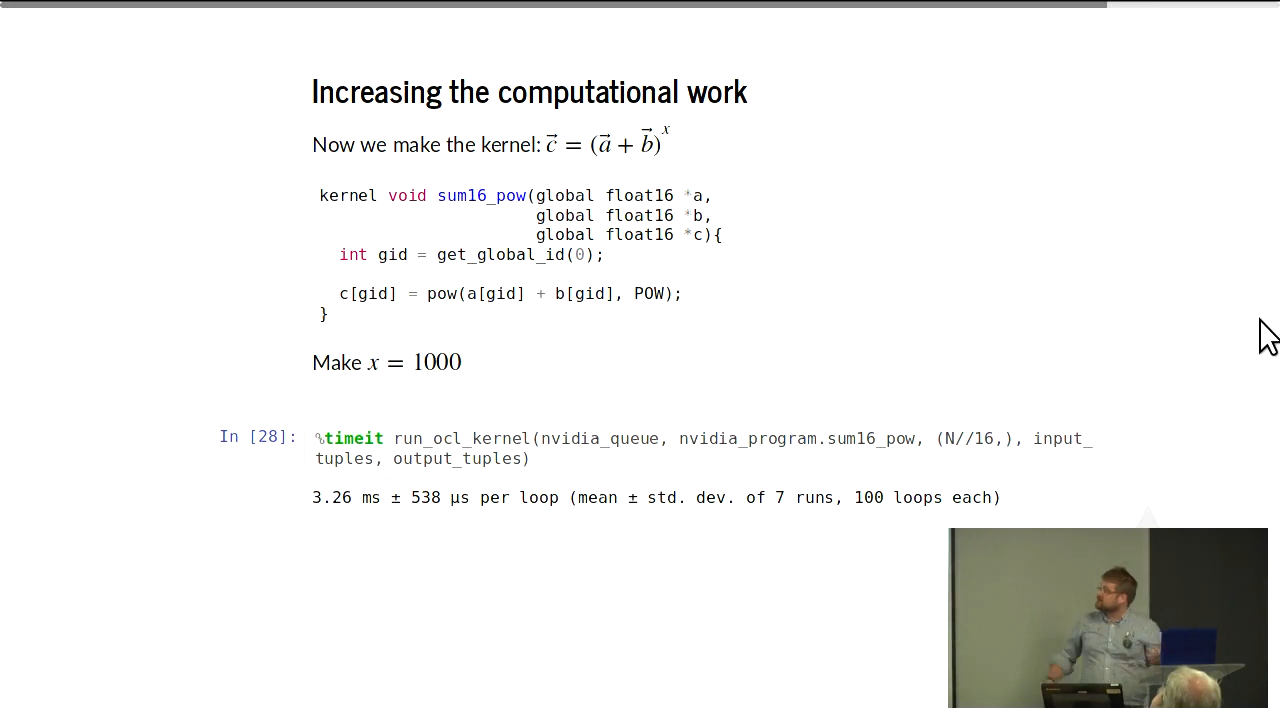 Increasing the computational work
Now we make the kernel: c⃗ = (a⃗ + b⃗)^x
kernel void sum16_pow(global float16 *a,
global float16 *b,
global float16 *c){
int gid = get_global_id(0);
c[gid] = pow(a[gid] + b[gid], POW);
}
Make x = 1000
In [28]: %timeit run_ocl_kernel(nvidia_queue, nvidia_program.sum16_pow, (N//16,), input_
tuples, output_tuples)
3.26 ms ± 538 µs per loop (mean ± std. dev. of 7 runs, 100 loops each)